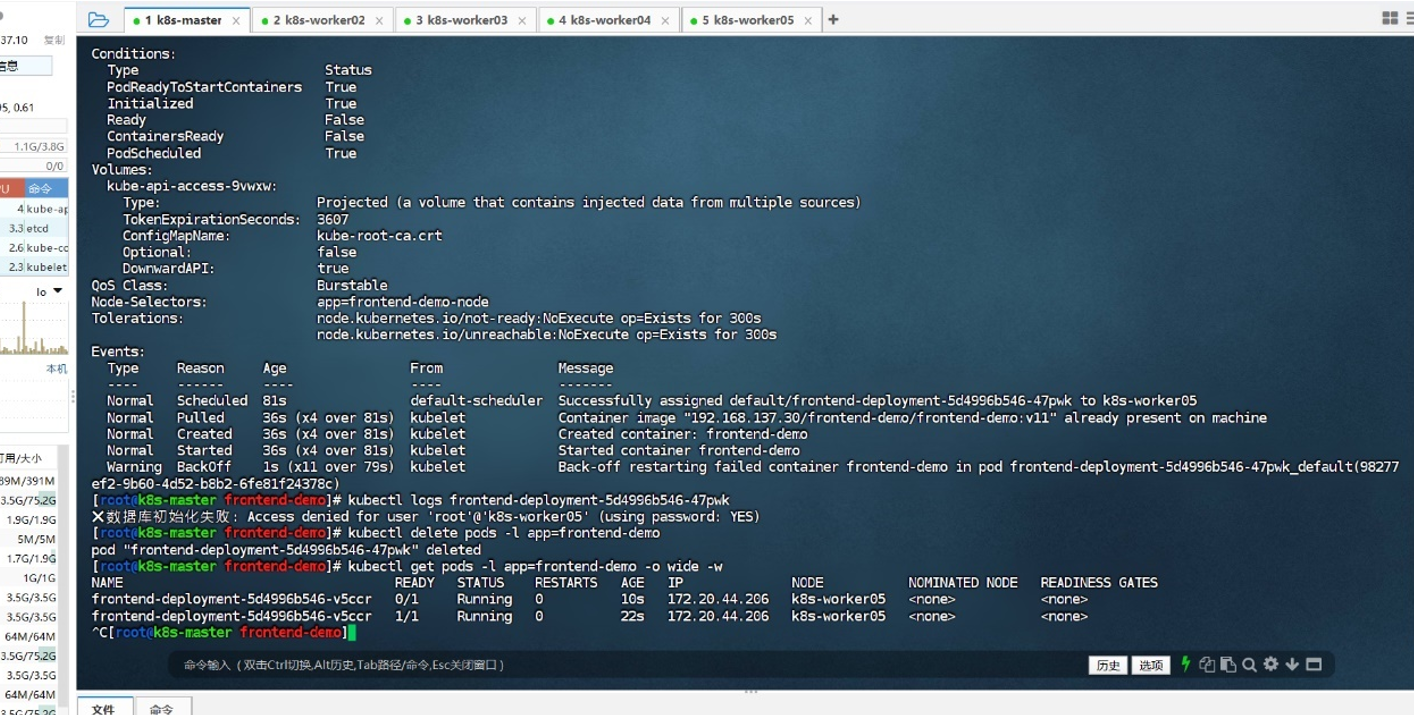 1 k8s-master × 2 k8s-worker02 × 3 k8s-worker03 × 4 k8s-worker04 × 5 k8s-worker05 × +
37.10 复制
信息
95, 0.61
1.1G/3.8G
0/0
命令
4 kube-ap
3.3 etcd
2.6 kube-co
2.3 kubelet
lo
本机
可用/大小
89M/391M
3.5G/75.2G
1.9G/1.9G
5M/5M
1.7G/1.9G
1G/1G
3.5G/3.5G
3.5G/3.5G
64M/64M
3.5G/75.2G
3.5G/3.5G
64M/64M
3.5G/75.2G
Conditions:
Type Status
PodReadyToStartContainers True
Initialized True
Ready False
ContainersReady False
PodScheduled True
Volumes:
kube-api-access-9vwxw:
Type: Projected (a volume that contains injected data from multiple sources)
TokenExpirationSeconds: 3607
ConfigMapName: kube-root-ca.crt
Optional: false
DownwardAPI: true
QoS Class: Burstable
Node-Selectors: app=frontend-demo-node
Tolerations: node.kubernetes.io/not-ready:NoExecute op=Exists for 300s
node.kubernetes.io/unreachable:NoExecute op=Exists for 300s
Events:
Type Reason Age From Message
---- ------ ---- ---- -------
Normal Scheduled 81s default-scheduler Successfully assigned default/frontend-deployment-5d4996b546-47pwk to k8s-worker05
Normal Pulled 36s (x4 over 81s) kubelet Container image "192.168.137.30/frontend-demo/frontend-demo:v11" already present on machine
Normal Created 36s (x4 over 81s) kubelet Created container: frontend-demo
Normal Started 36s (x4 over 81s) kubelet Started container frontend-demo
Warning BackOff 1s (x11 over 79s) kubelet Back-off restarting failed container frontend-demo in pod frontend-deployment-5d4996b546-47pwk_default(98277
ef2-9b60-4d52-b8b2-6fe81f24378c)
[root@k8s-master frontend-demo]# kubectl logs frontend-deployment-5d4996b546-47pwk
❌数据库初始化失败: Access denied for user 'root'@'k8s-worker05' (using password: YES)
[root@k8s-master frontend-demo]# kubectl delete pods -l app=frontend-demo
pod "frontend-deployment-5d4996b546-47pwk" deleted
[root@k8s-master frontend-demo]# kubectl get pods -l app=frontend-demo -o wide -w
NAME READY STATUS RESTARTS AGE IP NODE NOMINATED NODE READINESS GATES
frontend-deployment-5d4996b546-v5ccr 0/1 Running 0 10s 172.20.44.206 k8s-worker05 <none> <none>
frontend-deployment-5d4996b546-v5ccr 1/1 Running 0 22s 172.20.44.206 k8s-worker05 <none> <none>
^C[root@k8s-master frontend-demo]
命令输入 (双击Ctrl切换,Alt历史,Tab路径/命令,Esc关闭窗口)
历史 选项
文件 命令